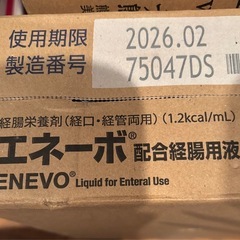 使用期限 2026.02
製造番号 75047DS
経腸栄養剤(経口・経管両用)(1.2kcal/mL)
エネーボ® 配合経腸用液
ENEVO® Liquid for Enteral Use